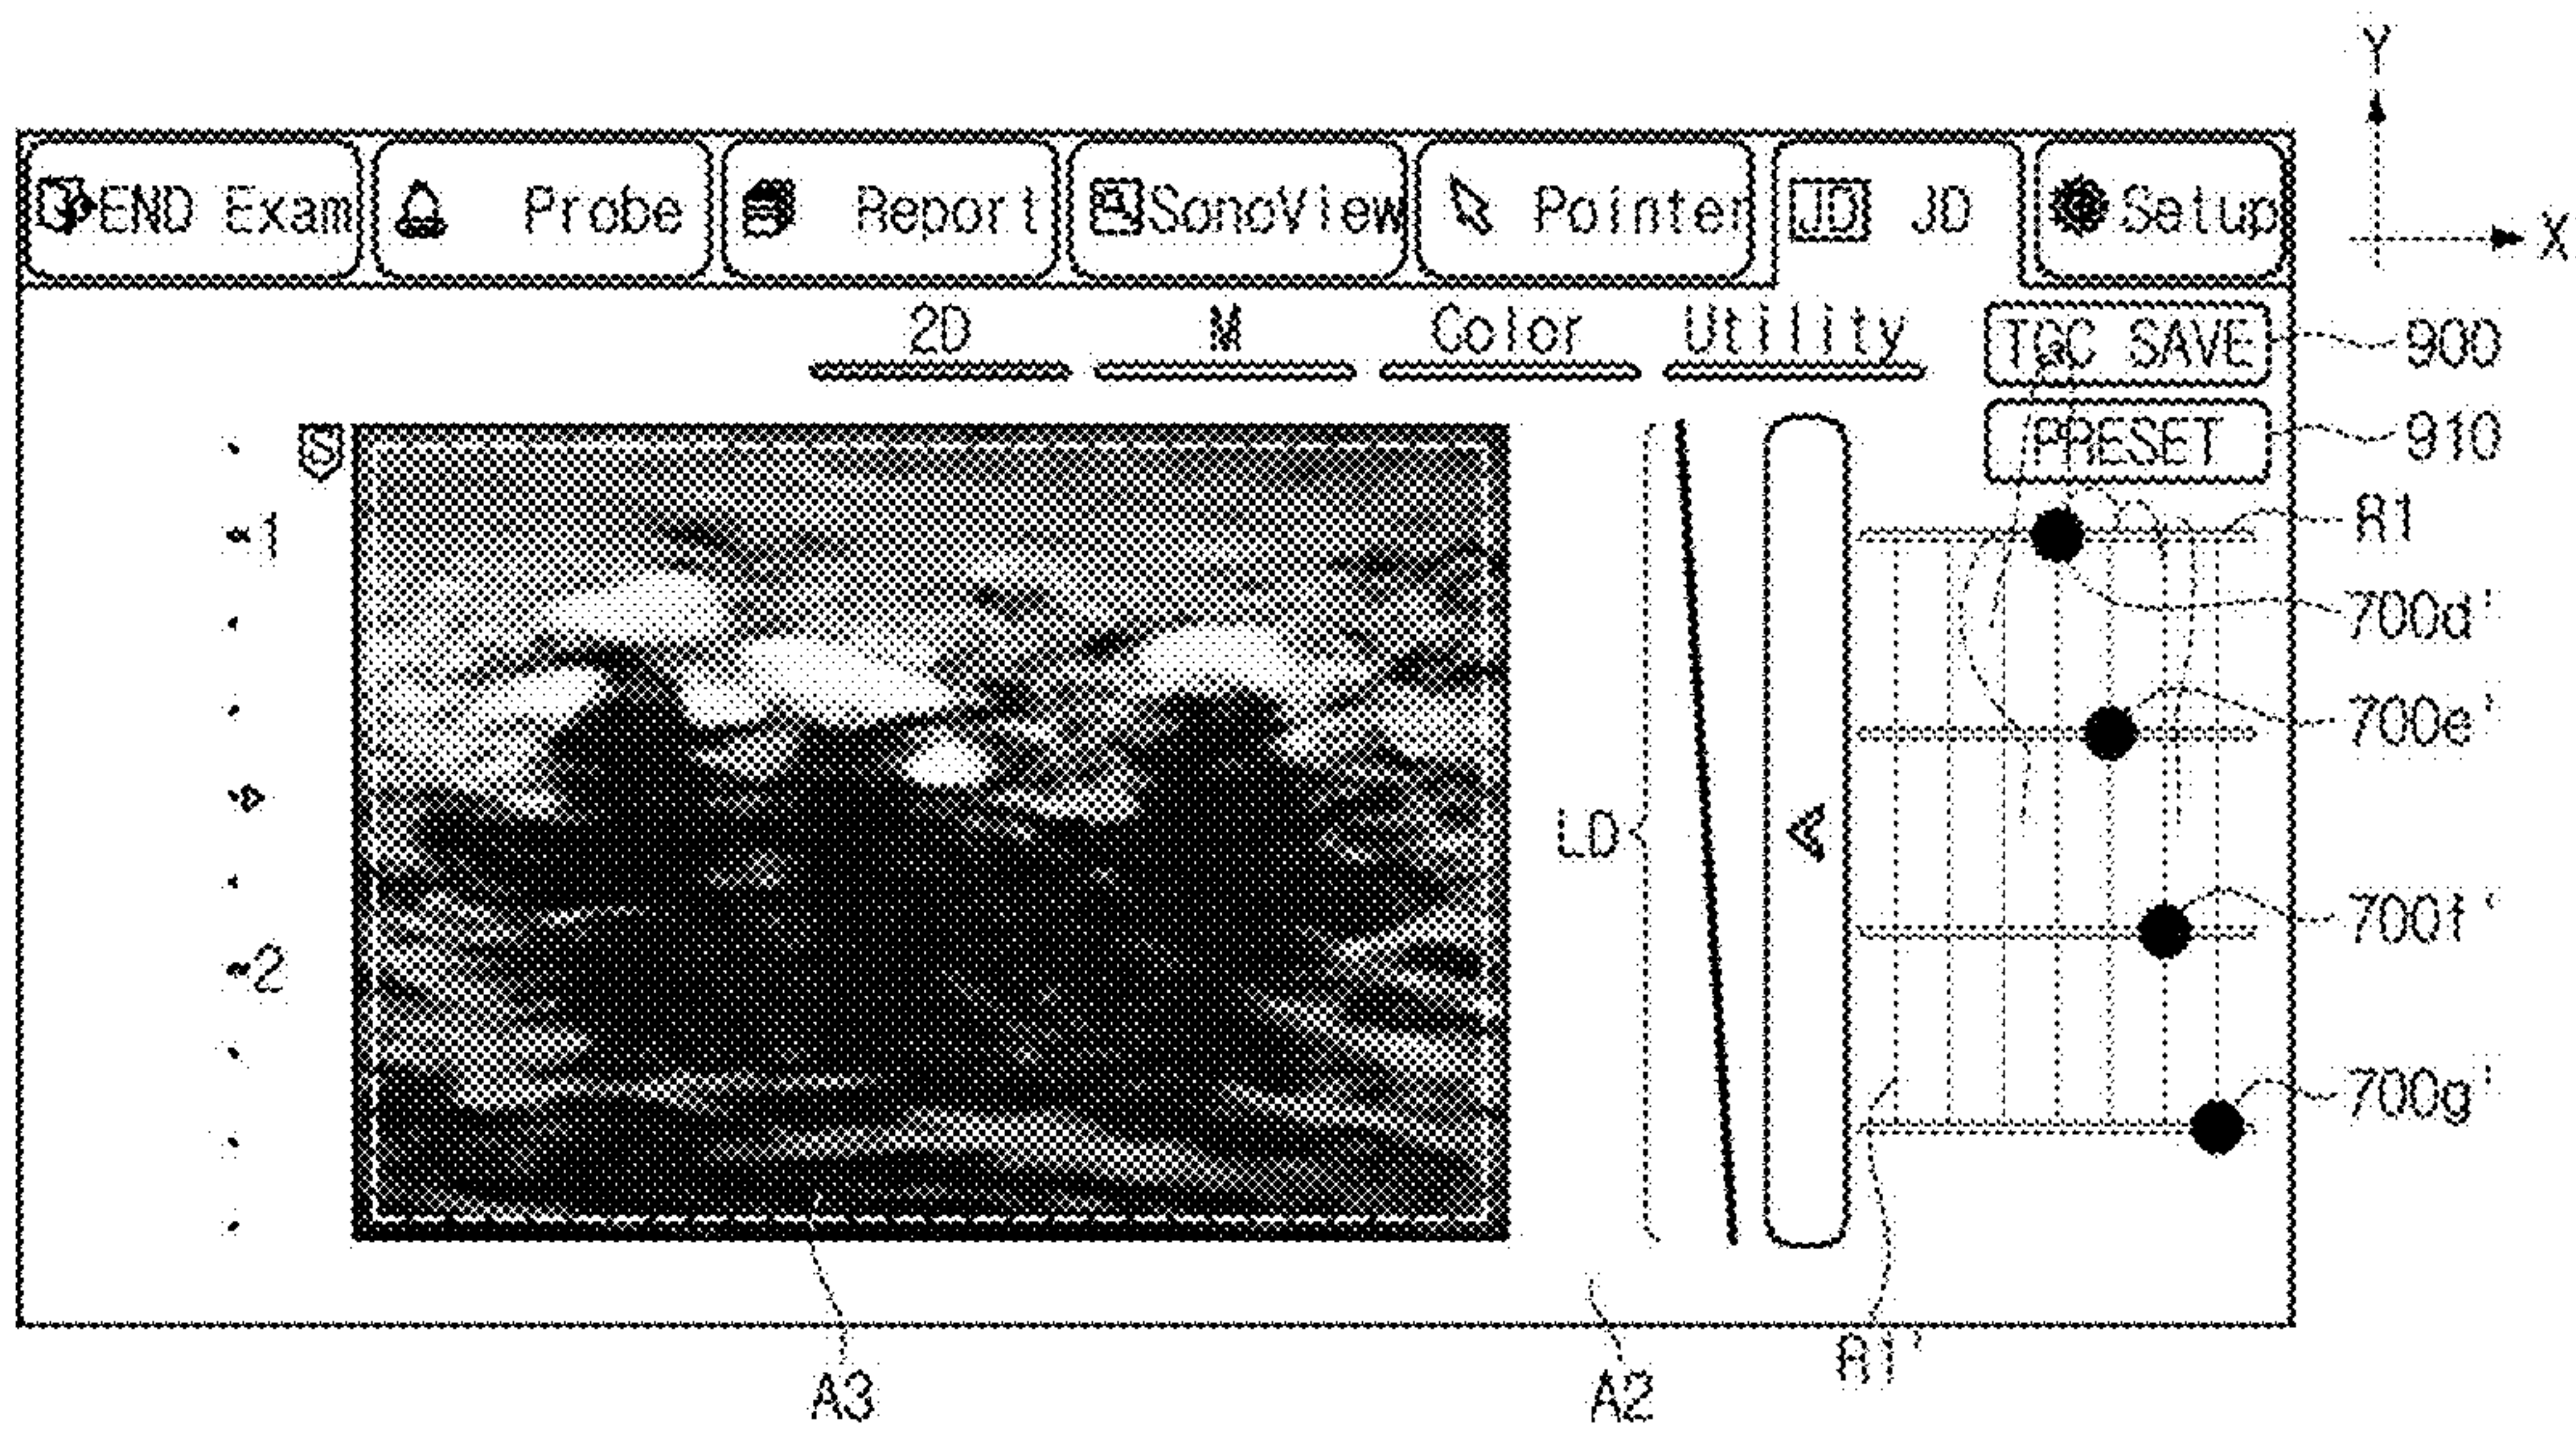 Y
END Exam Probe Report SonoView Pointer JD JD Setup
X
2D M Color Utility TGC SAVE 900
PRESET 910
S
1 R1
700d'
700e'
LD A
700f'
2
700g'
R1'
A3 A2